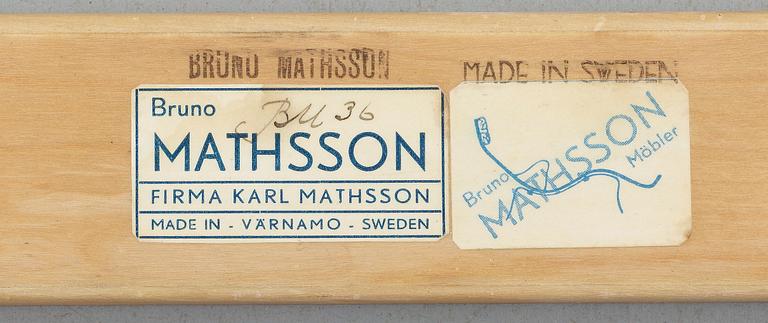 BRUNO MATHSSON
MADE IN SWEDEN
Bruno
BM 36
MATHSSON
FIRMA KARL MATHSSON
MADE IN - VÄRNAMO - SWEDEN
Bruno
MATHSSON
Möbler